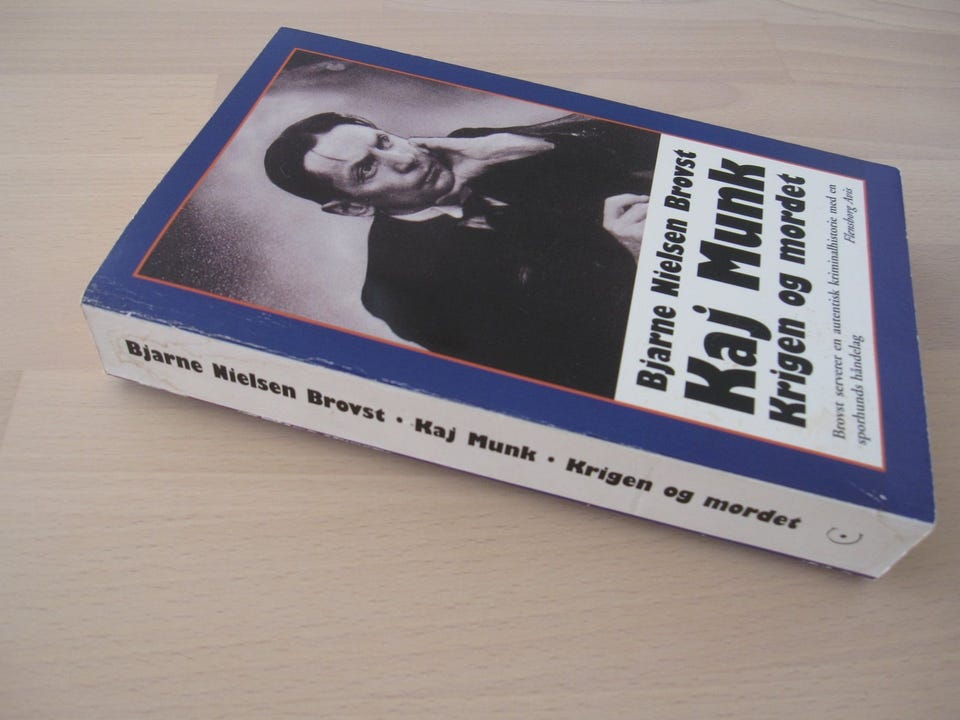 Bjarne Nielsen Brovst
Kaj Munk
Krigen og mordet
Brovst serverer en autentisk kriminalhistorie med en
sporhunds håndelag
Flensborg Avis
Bjarne Nielsen Brovst · Kaj Munk · Krigen og mordet